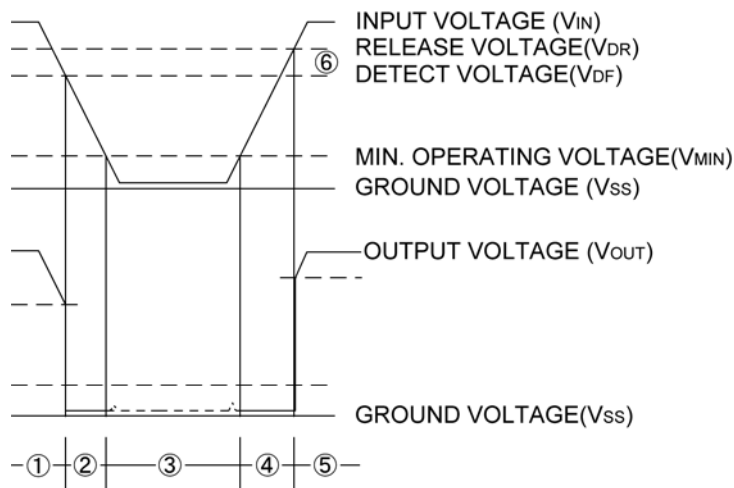 INPUT VOLTAGE (VIN)
RELEASE VOLTAGE(VDR)
⑥
DETECT VOLTAGE(VDF)
MIN. OPERATING VOLTAGE(VMIN)
GROUND VOLTAGE (VSS)
OUTPUT VOLTAGE (VOUT)
GROUND VOLTAGE(VSS)
① ② ③ ④ ⑤